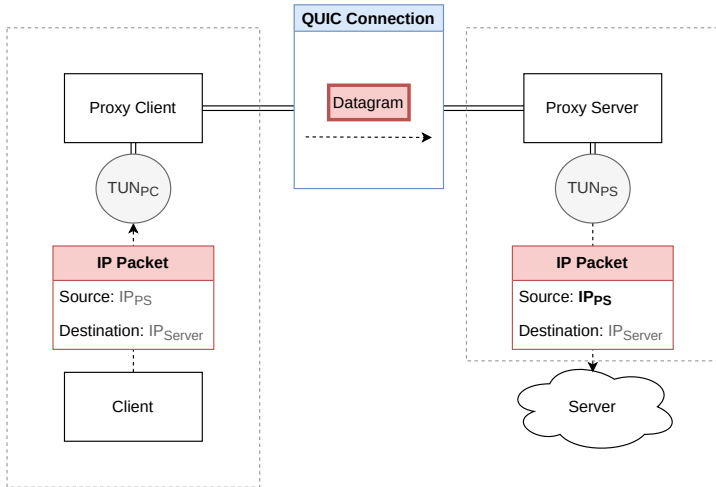 QUIC Connection
Datagram
Proxy Client
TUNPC
IP Packet
Source: IPPS
Destination: IPServer
Client
Proxy Server
TUNPS
IP Packet
Source: IPPS
Destination: IPServer
Server